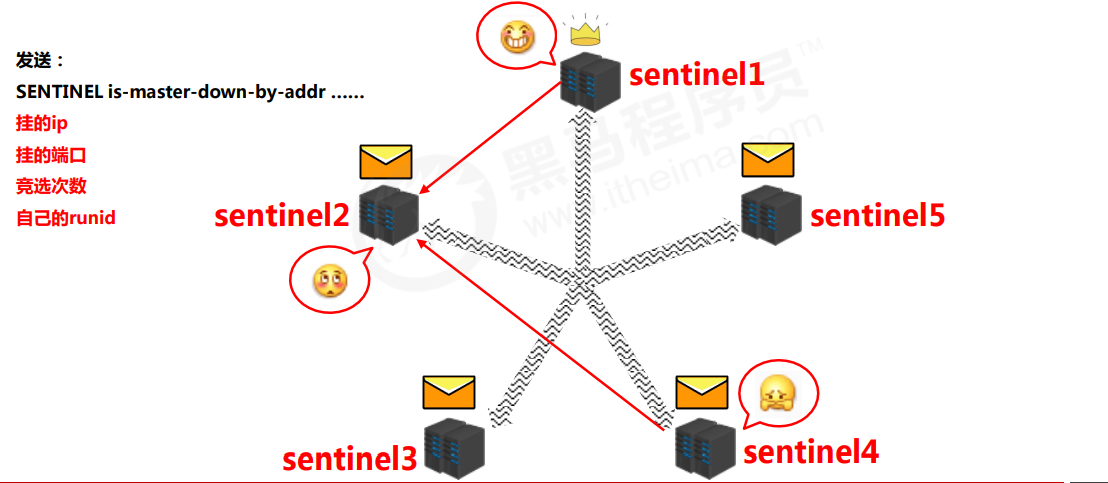 发送：
SENTINEL is-master-down-by-addr ……
挂的ip
挂的端口
竞选次数
自己的runid
sentinel1
sentinel2
sentinel5
sentinel3
sentinel4
黑马程序员™
www.itheima.com